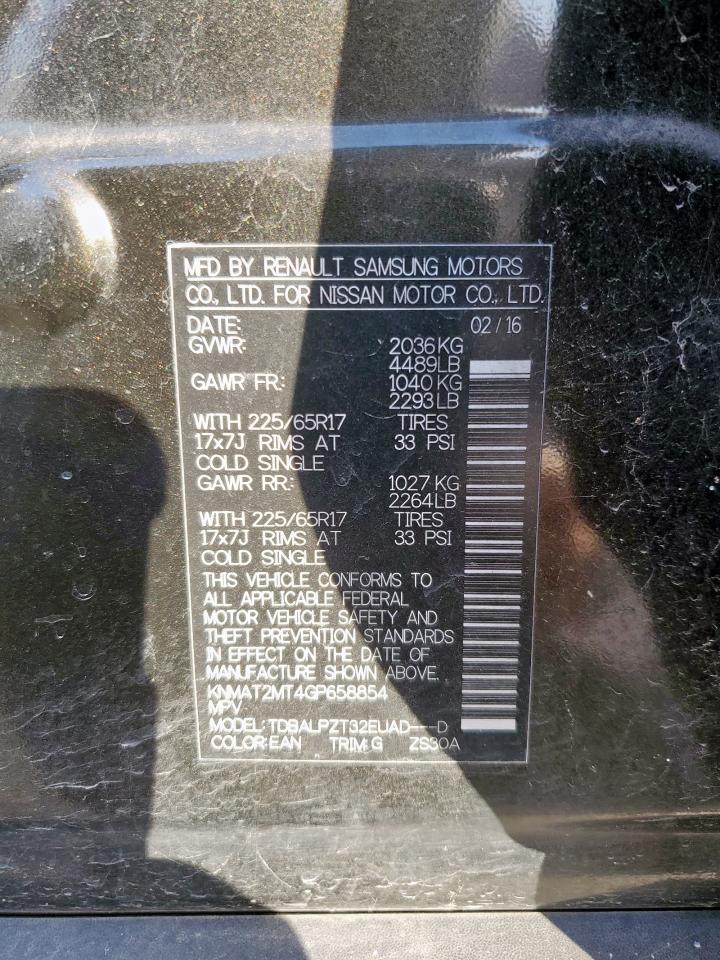 MFD BY RENAULT SAMSUNG MOTORS
CO., LTD. FOR NISSAN MOTOR CO., LTD.
DATE: 02/16
GVWR: 2036KG
4489LB
GAWR FR: 1040 KG
2293LB
WITH 225/65R17 TIRES
17x7J RIMS AT 33 PSI
COLD SINGLE
GAWR RR: 1027 KG
2264LB
WITH 225/65R17 TIRES
17x7J RIMS AT 33 PSI
COLD SINGLE
THIS VEHICLE CONFORMS TO
ALL APPLICABLE FEDERAL
MOTOR VEHICLE SAFETY AND
THEFT PREVENTION STANDARDS
IN EFFECT ON THE DATE OF
MANUFACTURE SHOWN ABOVE.
KNMAT2MT4GP658854
MPV
MODEL: TDBALPZT32EUAD---D
COLOR:EAN TRIM:G ZS30A